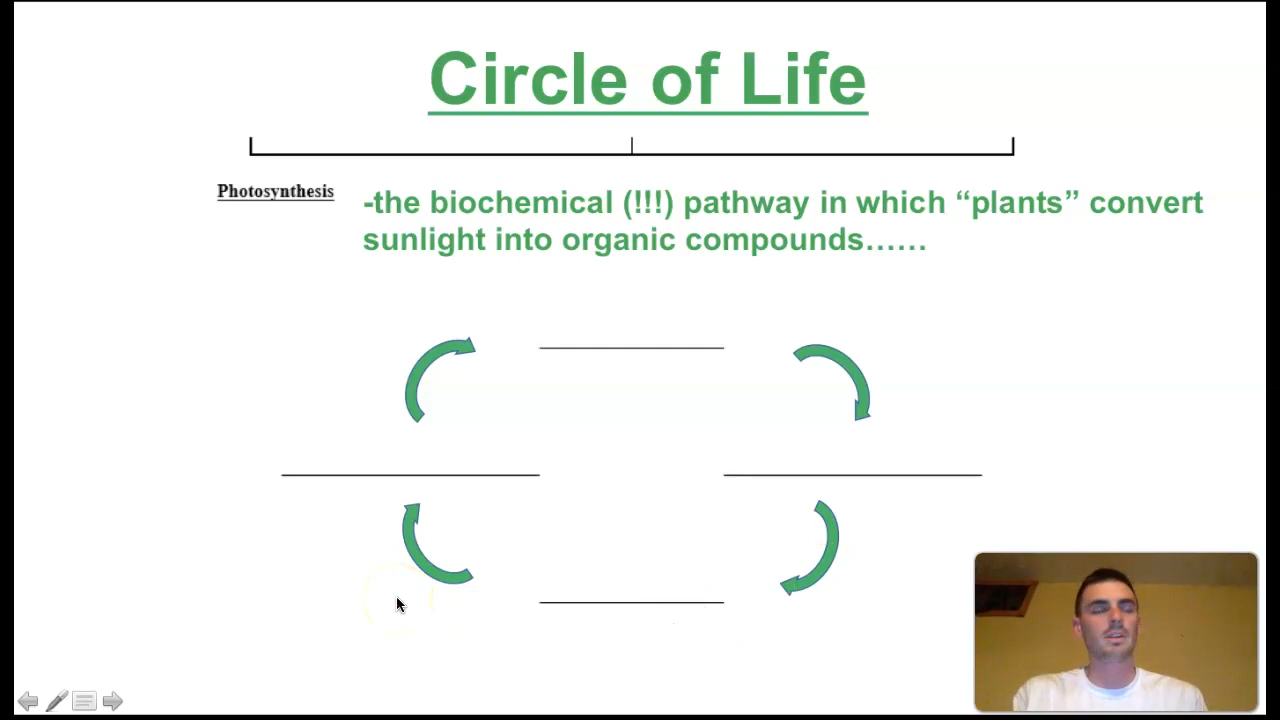 Circle of Life
Photosynthesis
-the biochemical (!!!) pathway in which “plants” convert
sunlight into organic compounds……